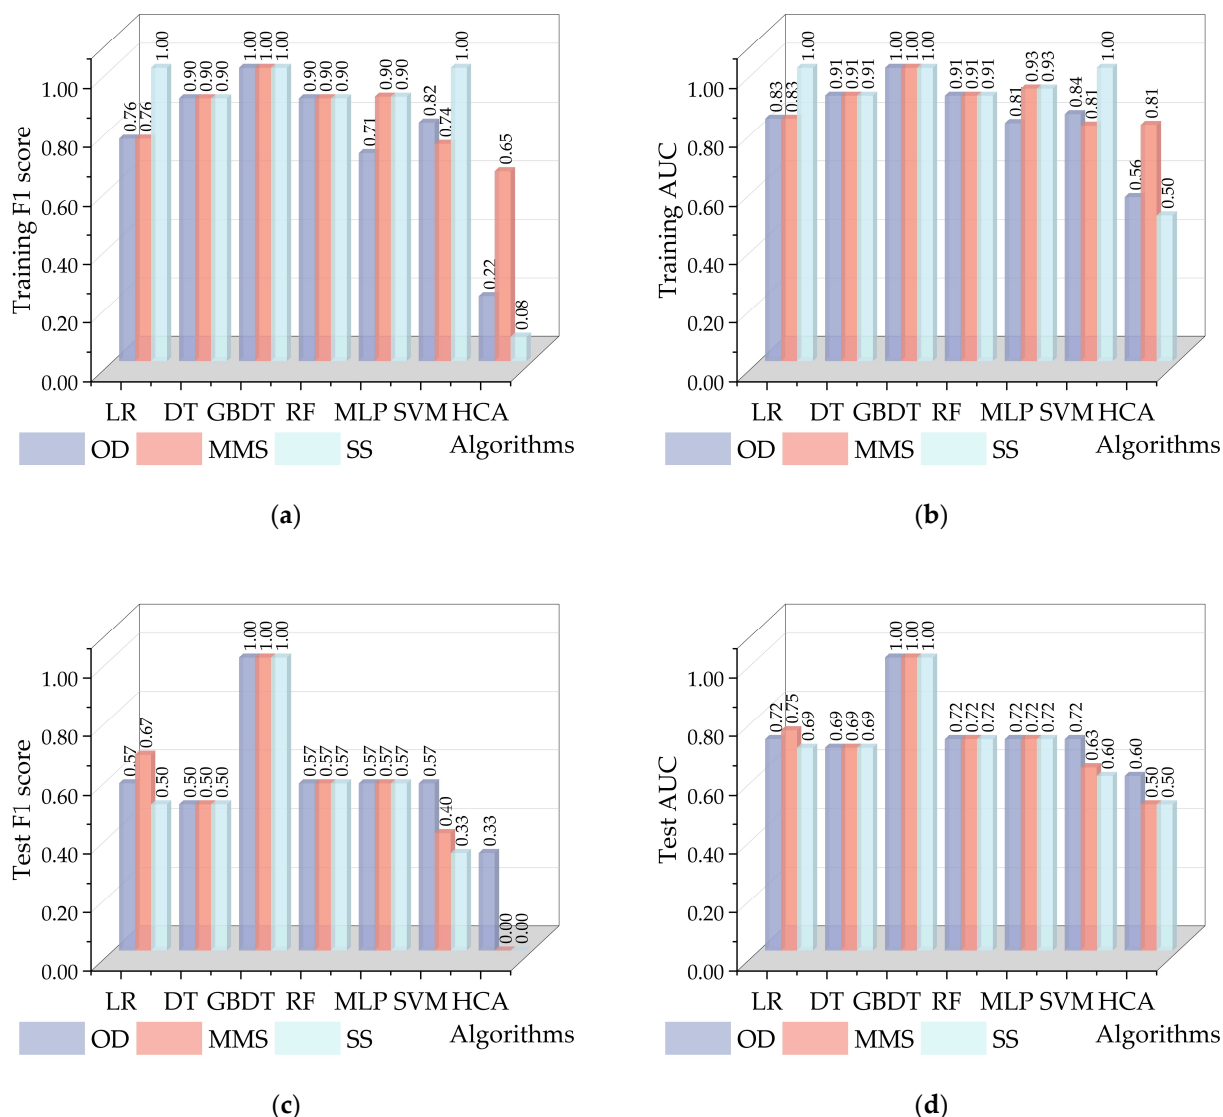 Training F1 score
1.00
0.80
0.60
0.40
0.20
0.00
0.76 0.76 1.00 0.90 0.90 0.90 1.00 1.00 1.00 0.90 0.90 0.90 0.71 0.90 0.90 0.82 0.74 1.00 0.22 0.65 0.08
LR DT GBDT RF MLP SVM HCA
OD MMS SS Algorithms
(a)
Training AUC
1.00
0.80
0.60
0.40
0.20
0.00
0.83 0.83 1.00 0.91 0.91 0.91 1.00 1.00 1.00 0.91 0.91 0.91 0.81 0.93 0.93 0.84 0.81 1.00 0.56 0.81 0.50
LR DT GBDT RF MLP SVM HCA
OD MMS SS Algorithms
(b)
Test F1 score
1.00
0.80
0.60
0.40
0.20
0.00
0.57 0.67 0.50 0.50 0.50 0.50 1.00 1.00 1.00 0.57 0.57 0.57 0.57 0.57 0.57 0.57 0.40 0.33 0.33 0.00 0.00
LR DT GBDT RF MLP SVM HCA
OD MMS SS Algorithms
(c)
Test AUC
1.00
0.80
0.60
0.40
0.20
0.00
0.72 0.75 0.69 0.69 0.69 0.69 1.00 1.00 1.00 0.72 0.72 0.72 0.72 0.72 0.72 0.72 0.63 0.60 0.60 0.50 0.50
LR DT GBDT RF MLP SVM HCA
OD MMS SS Algorithms
(d)